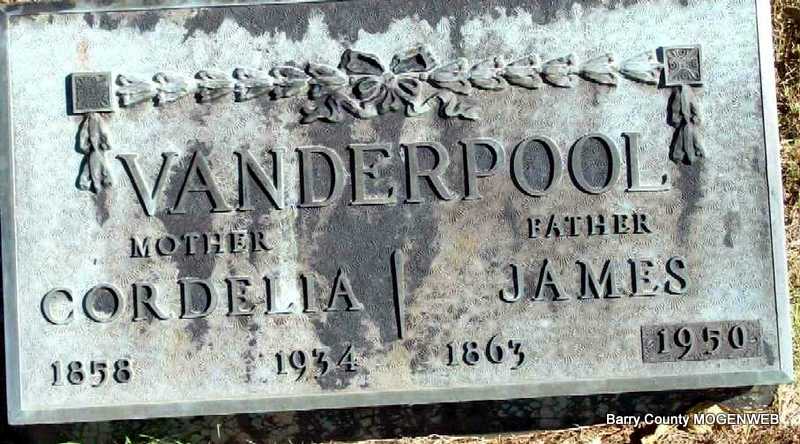 VANDERPOOL
MOTHER FATHER
CORDELIA JAMES
1858 1934 1863 1950
Barry County MOGENWEB